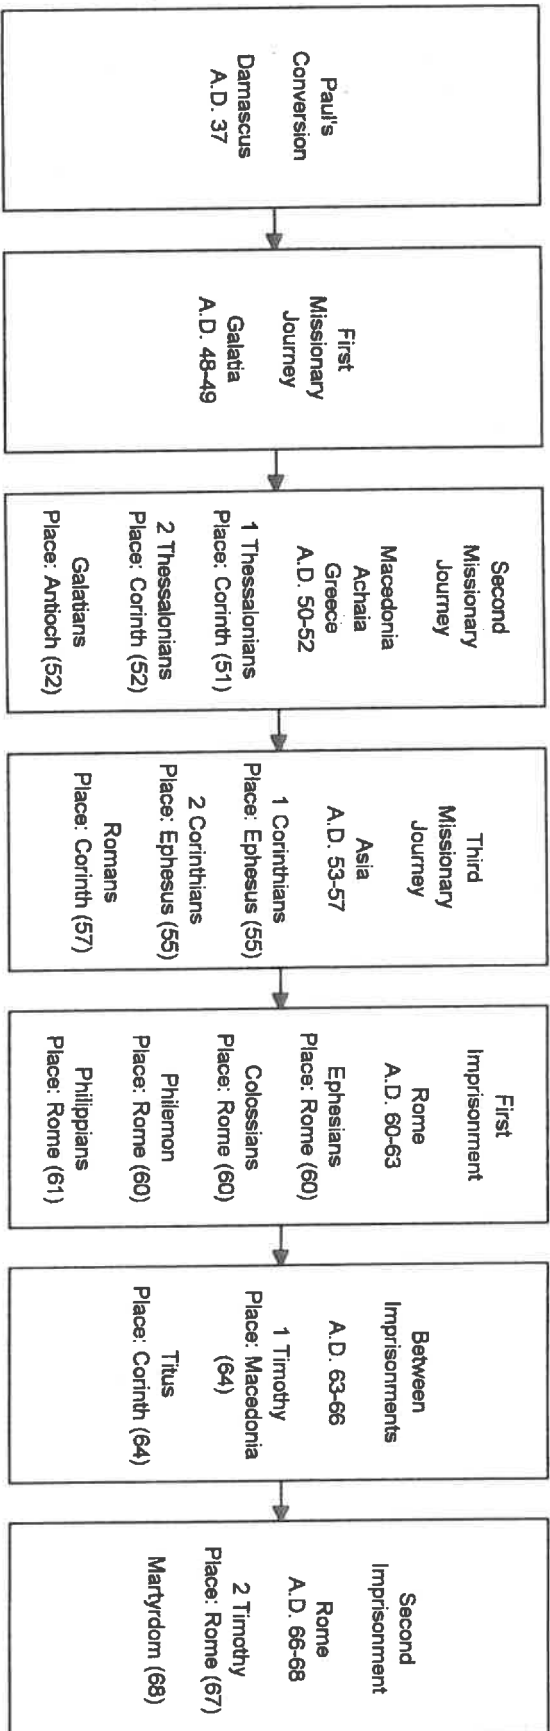 Paul's
Conversion
Damascus
A.D. 37
First
Missionary
Journey
Galatia
A.D. 48-49
Second
Missionary
Journey
Macedonia
Achaia
Greece
A.D. 50-52
1 Thessalonians
Place: Corinth (51)
2 Thessalonians
Place: Corinth (52)
Galatians
Place: Antioch (52)
Third
Missionary
Journey
Asia
A.D. 53-57
1 Corinthians
Place: Ephesus (55)
2 Corinthians
Place: Ephesus (55)
Romans
Place: Corinth (57)
First
Imprisonment
Rome
A.D. 60-63
Ephesians
Place: Rome (60)
Colossians
Place: Rome (60)
Philemon
Place: Rome (60)
Philippians
Place: Rome (61)
Between
Imprisonments
A.D. 63-66
1 Timothy
Place: Macedonia
(64)
Titus
Place: Corinth (64)
Second
Imprisonment
Rome
A.D. 66-68
2 Timothy
Place: Rome (67)
Martyrdom (68)